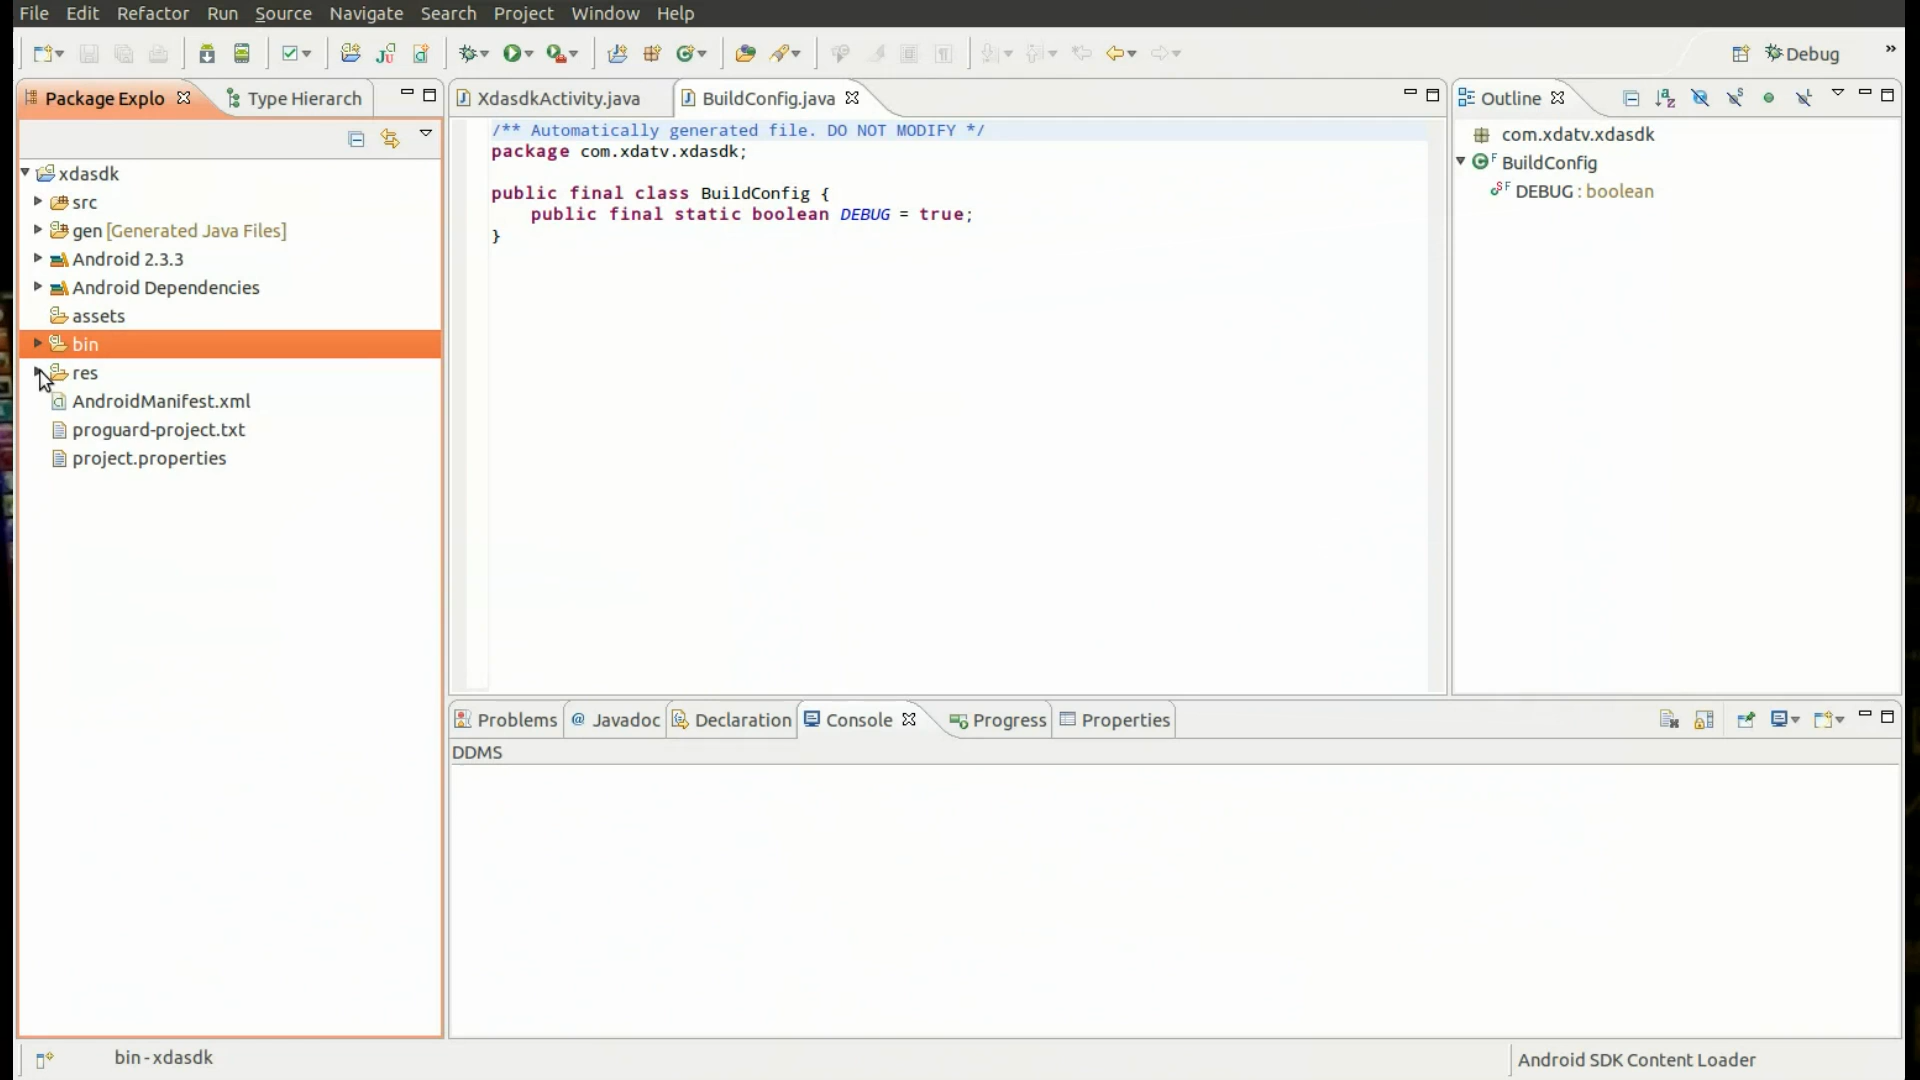 File Edit Refactor Run Source Navigate Search Project Window Help
Debug
Package Explo
Type Hierarch
xdasdk
src
gen [Generated Java Files]
Android 2.3.3
Android Dependencies
assets
bin
res
AndroidManifest.xml
proguard-project.txt
project.properties
XdasdkActivity.java
BuildConfig.java
/** Automatically generated file. DO NOT MODIFY */
package com.xdatv.xdasdk;
public final class BuildConfig {
public final static boolean DEBUG = true;
}
Outline
com.xdatv.xdasdk
BuildConfig
DEBUG : boolean
Problems @ Javadoc Declaration Console Progress Properties
DDMS
bin - xdasdk
Android SDK Content Loader